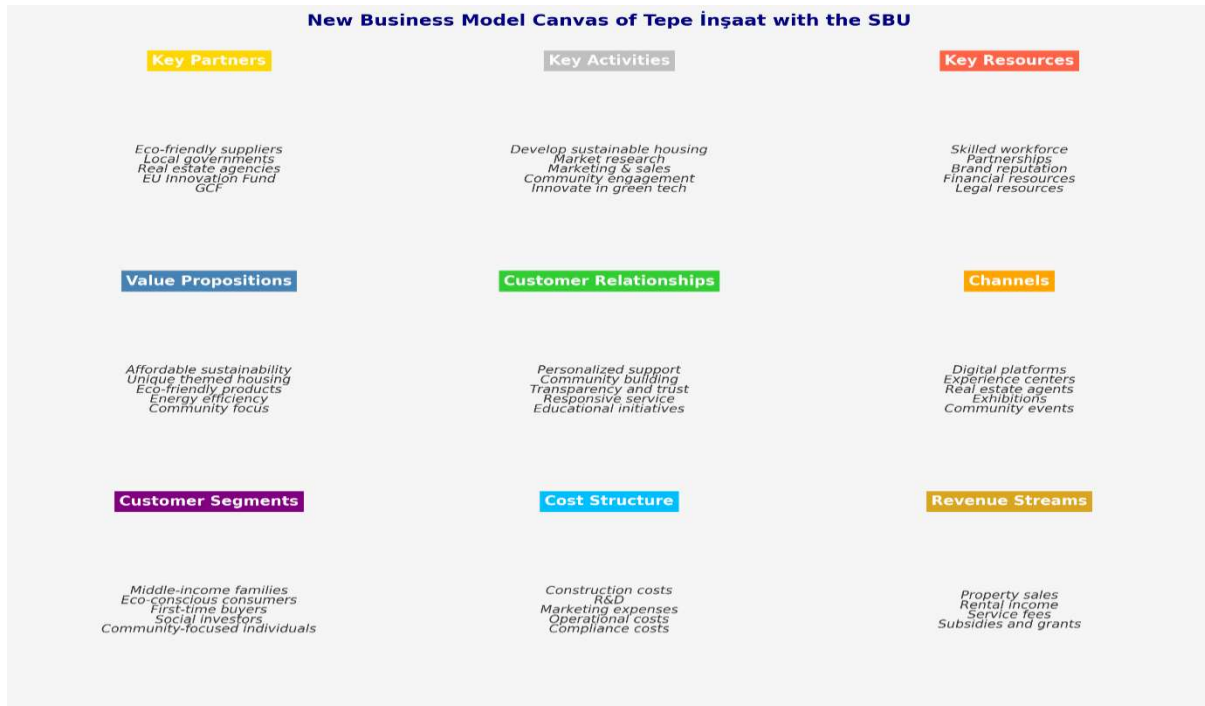 New Business Model Canvas of Tepe İnşaat with the SBU
Key Partners
Eco-friendly suppliers
Local governments
Real estate agencies
EU Innovation Fund
GCF
Key Activities
Develop sustainable housing
Market research
Marketing & sales
Community engagement
Innovate in green tech
Key Resources
Skilled workforce
Partnerships
Brand reputation
Financial resources
Legal resources
Value Propositions
Affordable sustainability
Unique themed housing
Eco-friendly products
Energy efficiency
Community focus
Customer Relationships
Personalized support
Community building
Transparency and trust
Responsive service
Educational initiatives
Channels
Digital platforms
Experience centers
Real estate agents
Exhibitions
Community events
Customer Segments
Middle-income families
Eco-conscious consumers
First-time buyers
Social investors
Community-focused individuals
Cost Structure
Construction costs
R&D
Marketing expenses
Operational costs
Compliance costs
Revenue Streams
Property sales
Rental income
Service fees
Subsidies and grants